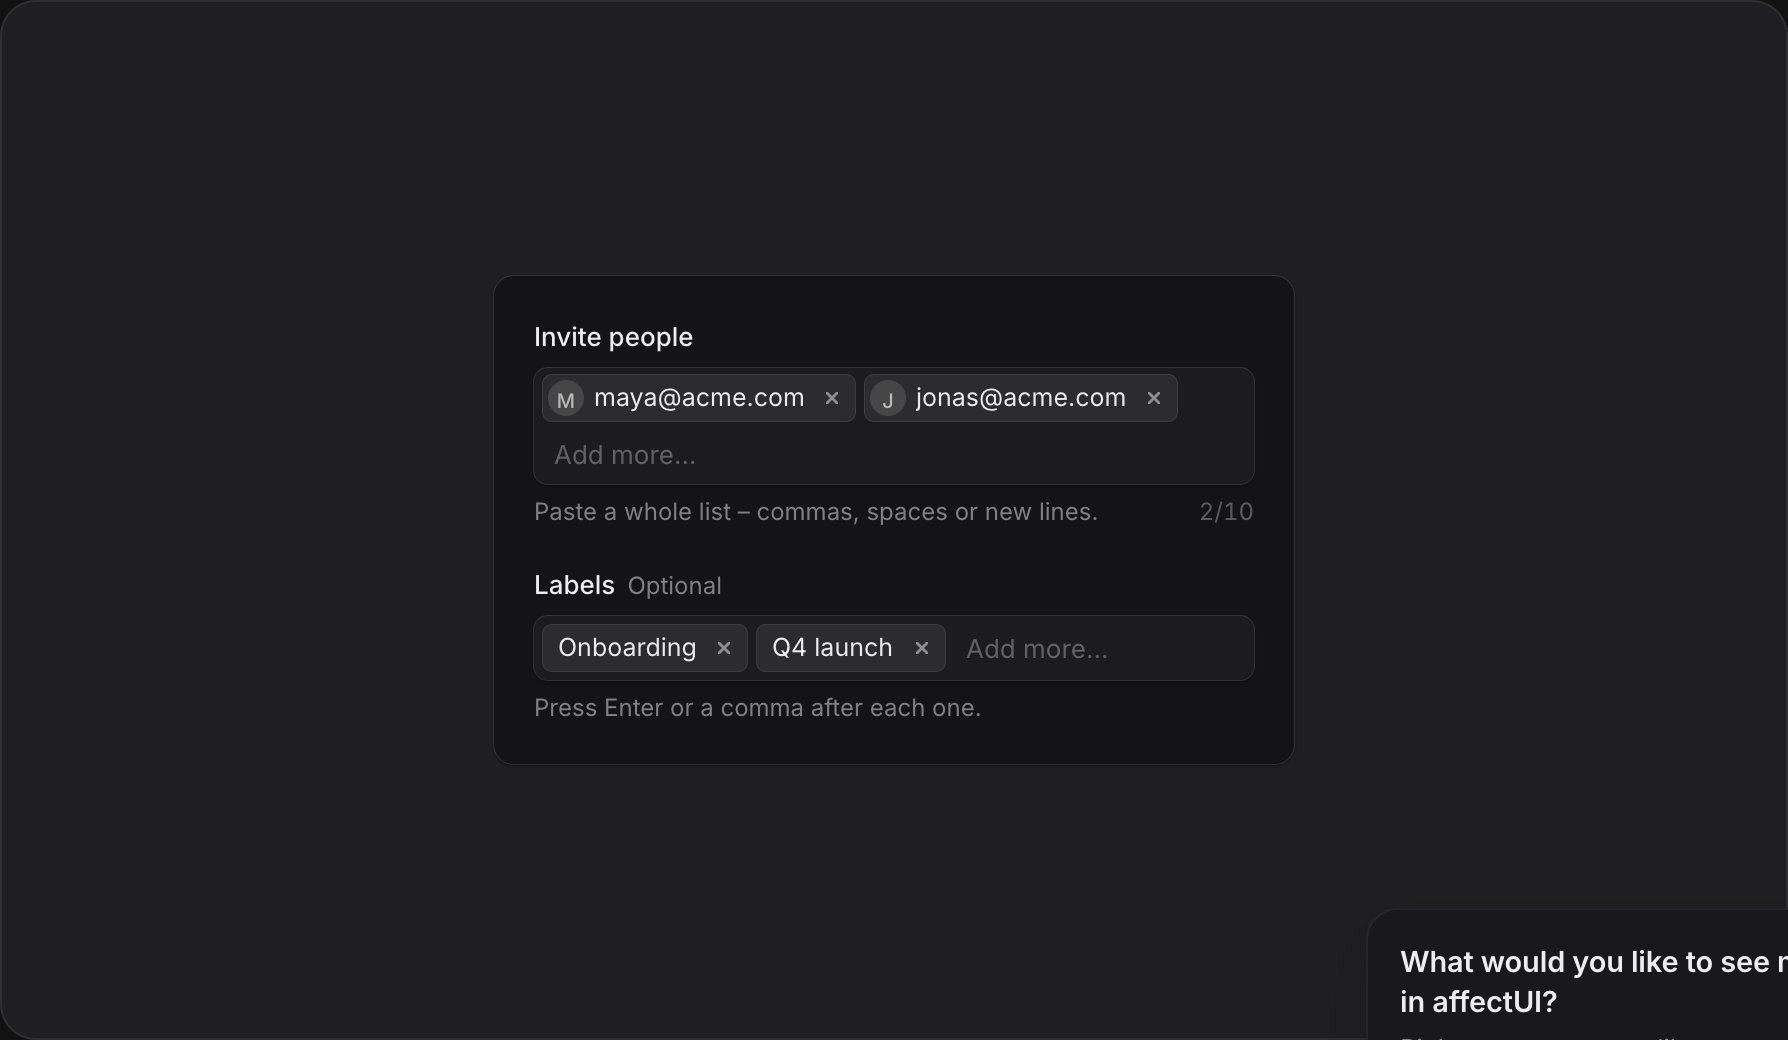 Invite people
M maya@acme.com × J jonas@acme.com ×
Add more...
Paste a whole list – commas, spaces or new lines. 2/10
Labels Optional
Onboarding × Q4 launch × Add more...
Press Enter or a comma after each one.
What would you like to see
in affectUI?